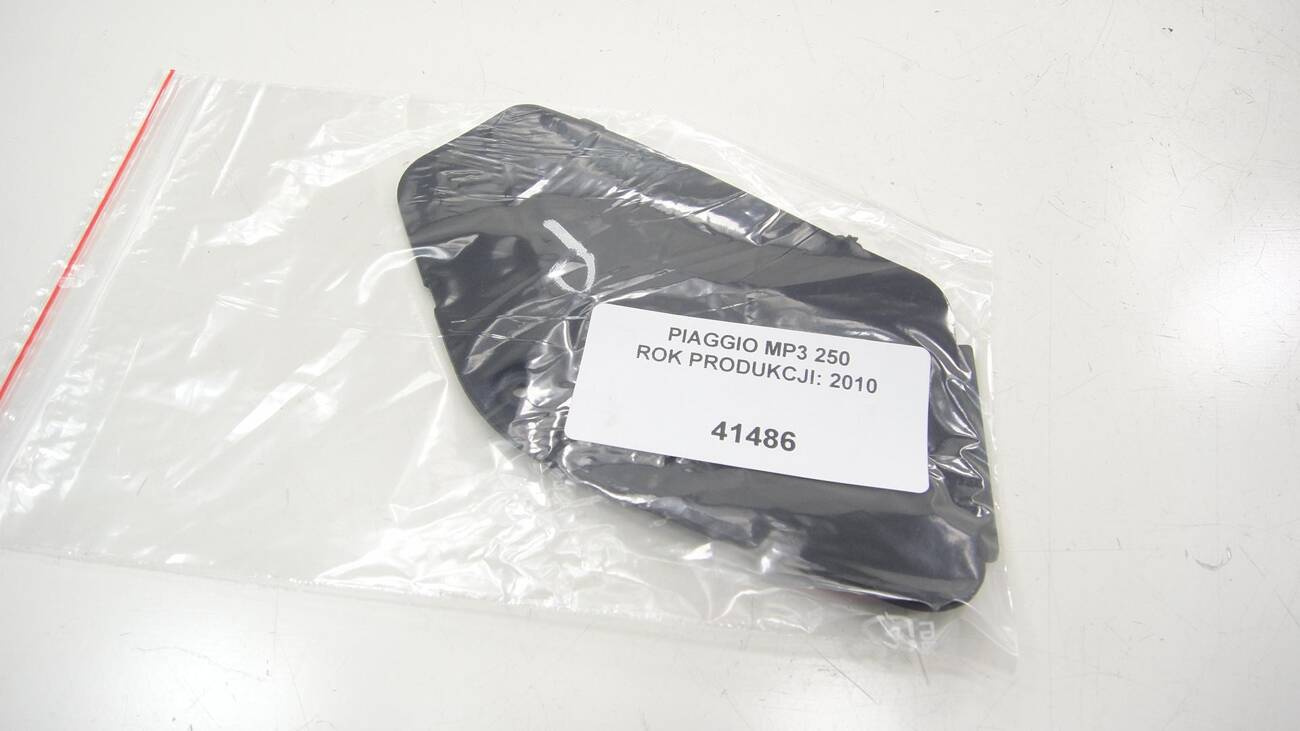 PIAGGIO MP3 250
ROK PRODUKCJI: 2010
41486